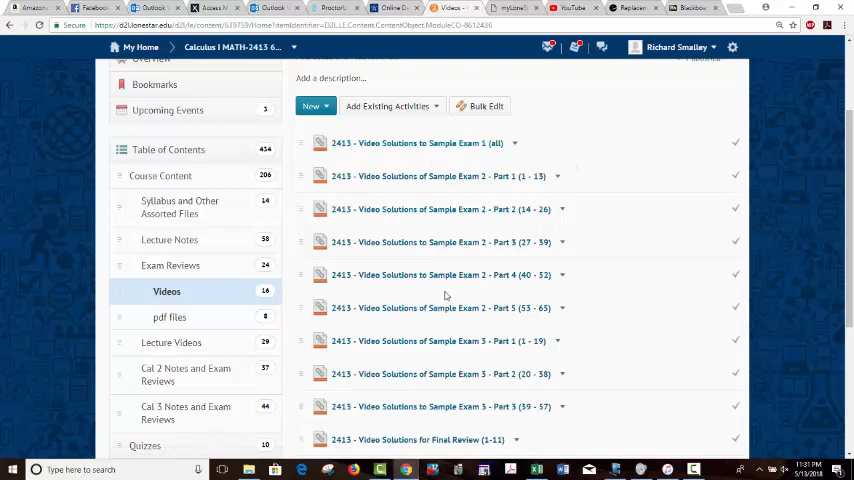 Amazon.
Facebook
Outlook
Access M
Outlook
ProctorU
Online E
Videos -
myLoneS
YouTube
Replacem
Blackbow
Secure
https://d2l.lonestar.edu/d2l/le/content/639759/Home?itemIdentifier=D2L.LE.Content.ContentObject.ModuleCO-8612436
My Home
Calculus I MATH-2413 6...
Richard Smalley
Overview
Published
Bookmarks
Add a description...
Upcoming Events
3
New
Add Existing Activities
Bulk Edit
Table of Contents
434
2413 - Video Solutions to Sample Exam 1 (all)
Course Content
206
2413 - Video Solutions of Sample Exam 2 - Part 1 (1 - 13)
Syllabus and Other
Assorted Files
14
2413 - Video Solutions of Sample Exam 2 - Part 2 (14 - 26)
Lecture Notes
58
2413 - Video Solutions to Sample Exam 2 - Part 3 (27 - 39)
Exam Reviews
24
2413 - Video Solutions to Sample Exam 2 - Part 4 (40 - 52)
Videos
16
2413 - Video Solutions of Sample Exam 2 - Part 5 (53 - 65)
pdf files
8
Lecture Videos
29
2413 - Video Solutions of Sample Exam 3 - Part 1 (1 - 19)
Cal 2 Notes and Exam
Reviews
37
2413 - Video Solutions of Sample Exam 3 - Part 2 (20 - 38)
Cal 3 Notes and Exam
Reviews
44
2413 - Video Solutions of Sample Exam 3 - Part 3 (39 - 57)
Quizzes
10
2413 - Video Solutions for Final Review (1-11)
Type here to search
11:31 PM
5/13/2018